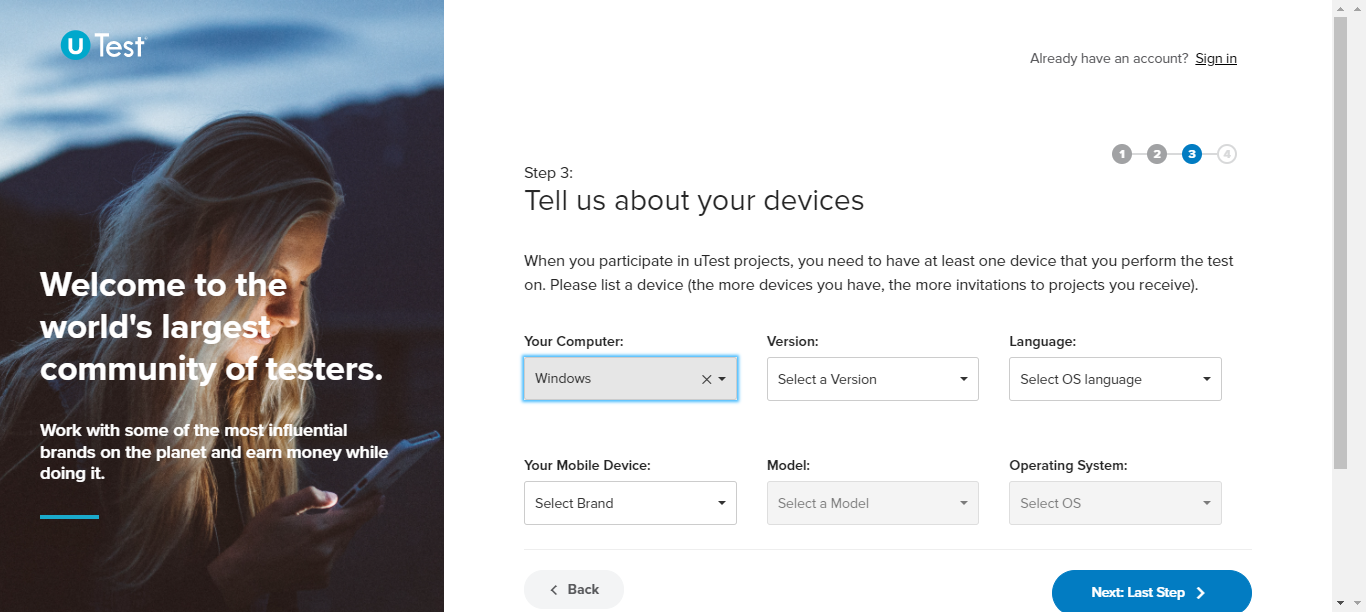 uTest
Already have an account? Sign in
1 2 3 4
Step 3:
Tell us about your devices
When you participate in uTest projects, you need to have at least one device that you perform the test
on. Please list a device (the more devices you have, the more invitations to projects you receive).
Welcome to the
world's largest
community of testers.
Work with some of the most influential
brands on the planet and earn money while
doing it.
Your Computer: Version: Language:
Windows Select a Version Select OS language
Your Mobile Device: Model: Operating System:
Select Brand Select a Model Select OS
Back Next: Last Step